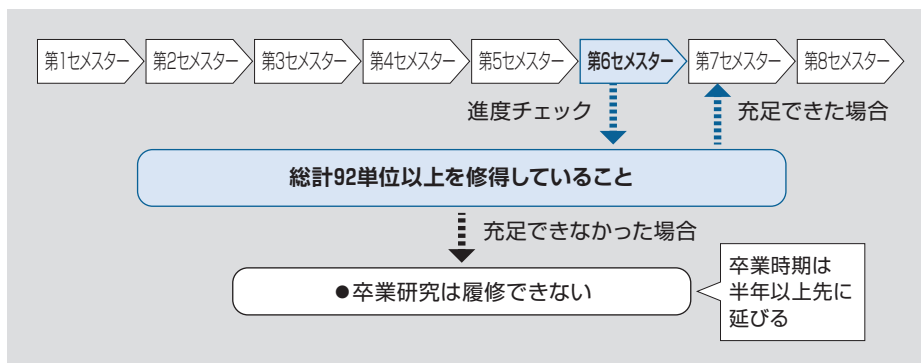 第1セメスター
第2セメスター
第3セメスター
第4セメスター
第5セメスター
第6セメスター
第7セメスター
第8セメスター
進度チェック
充足できた場合
総計92単位以上を修得していること
充足できなかった場合
●卒業研究は履修できない
卒業時期は
半年以上先に
延びる